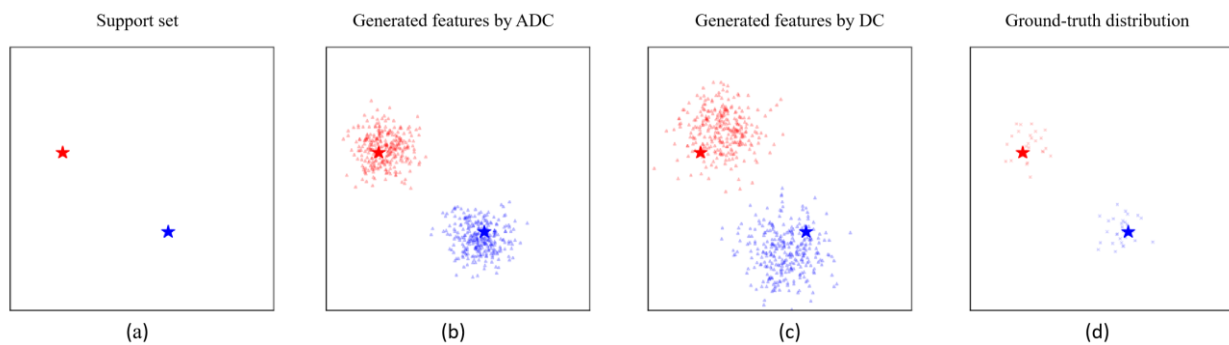 Support set
Generated features by ADC
Generated features by DC
Ground-truth distribution
(a)
(b)
(c)
(d)